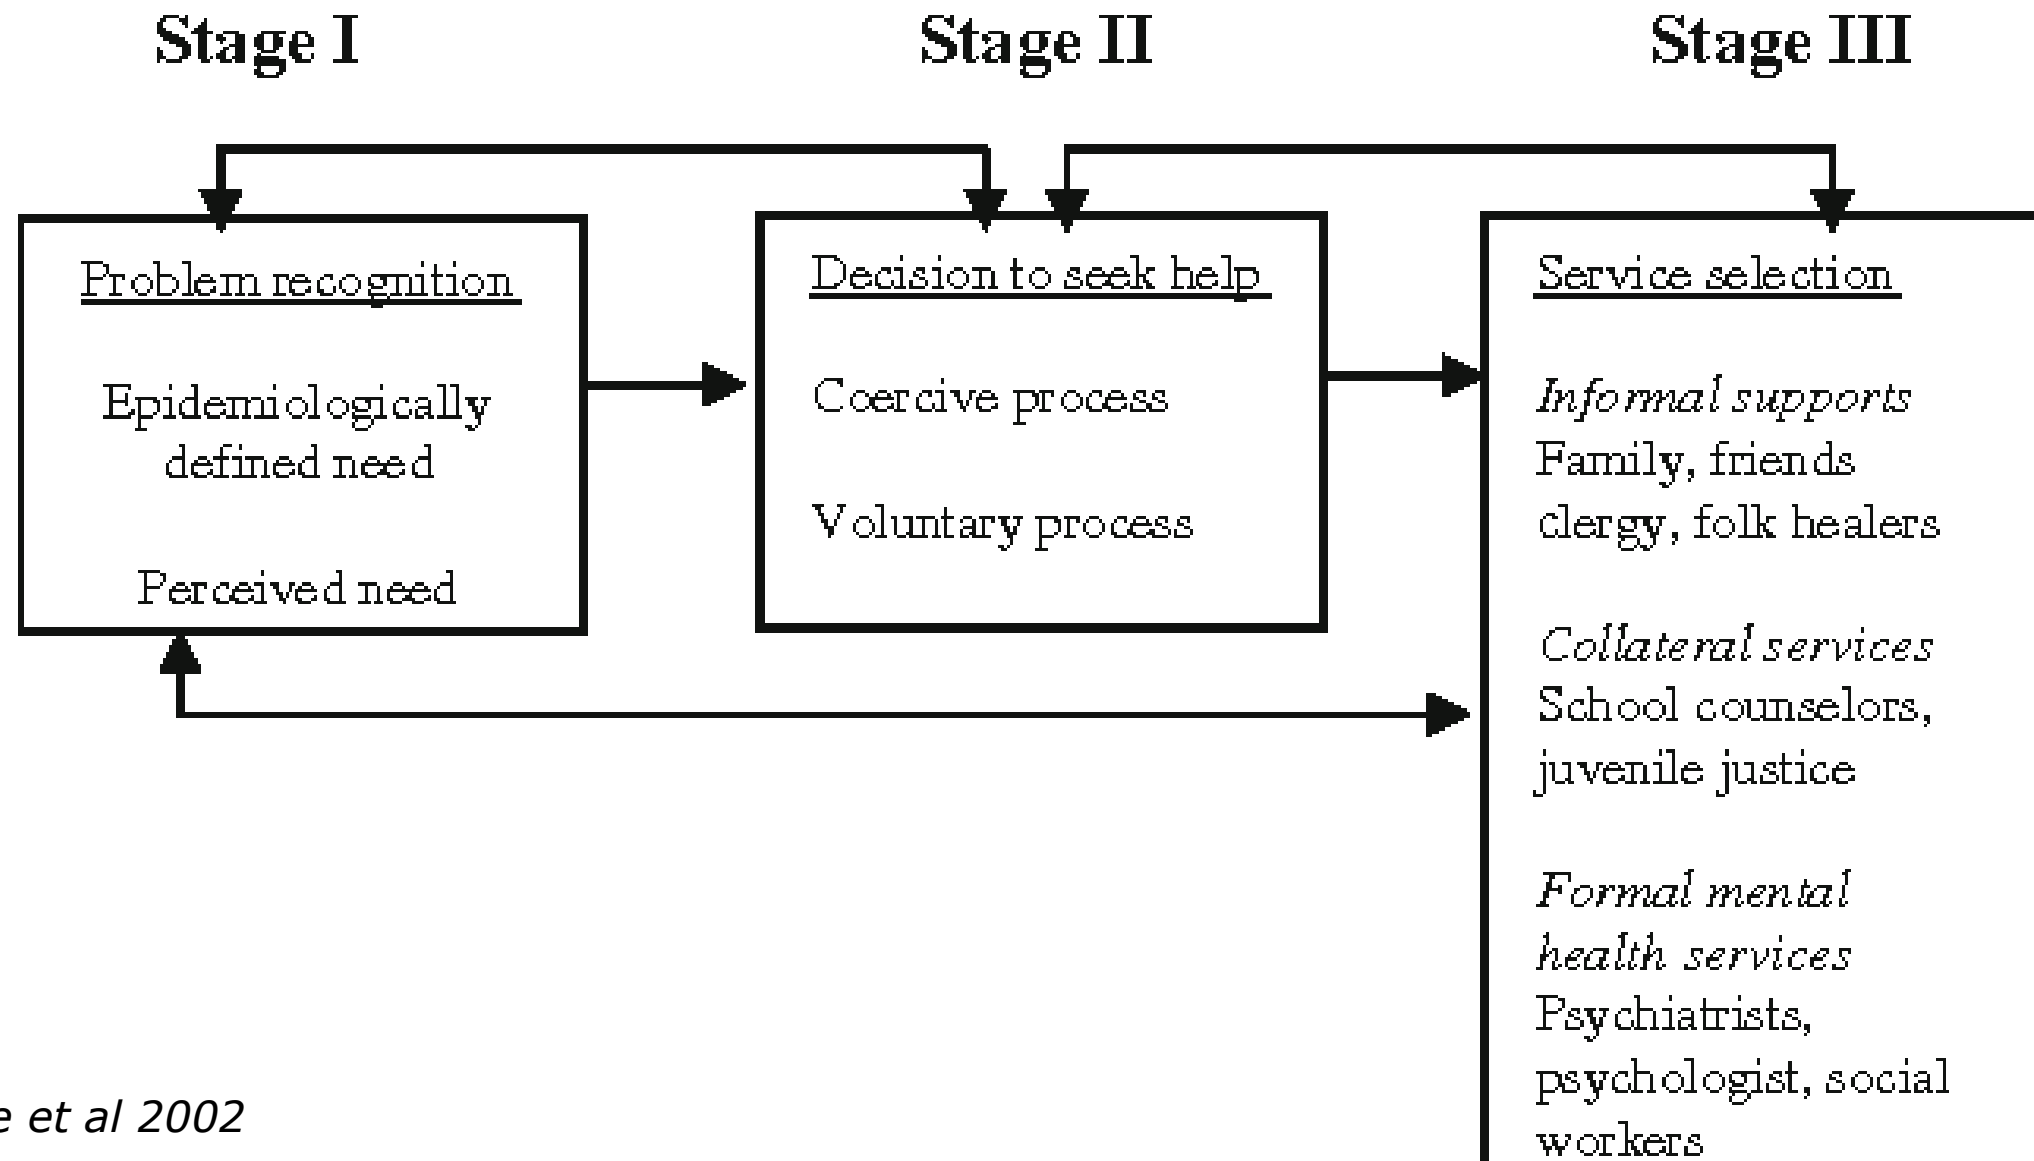 Stage I
Stage II
Stage III
Problem recognition
Epidemiologically
defined need
Perceived need
Decision to seek help
Coercive process
Voluntary process
Service selection
Informal supports
Family, friends
clergy, folk healers
Collateral services
School counselors,
juvenile justice
Formal mental
health services
Psychiatrists,
psychologist, social
workers
et al 2002